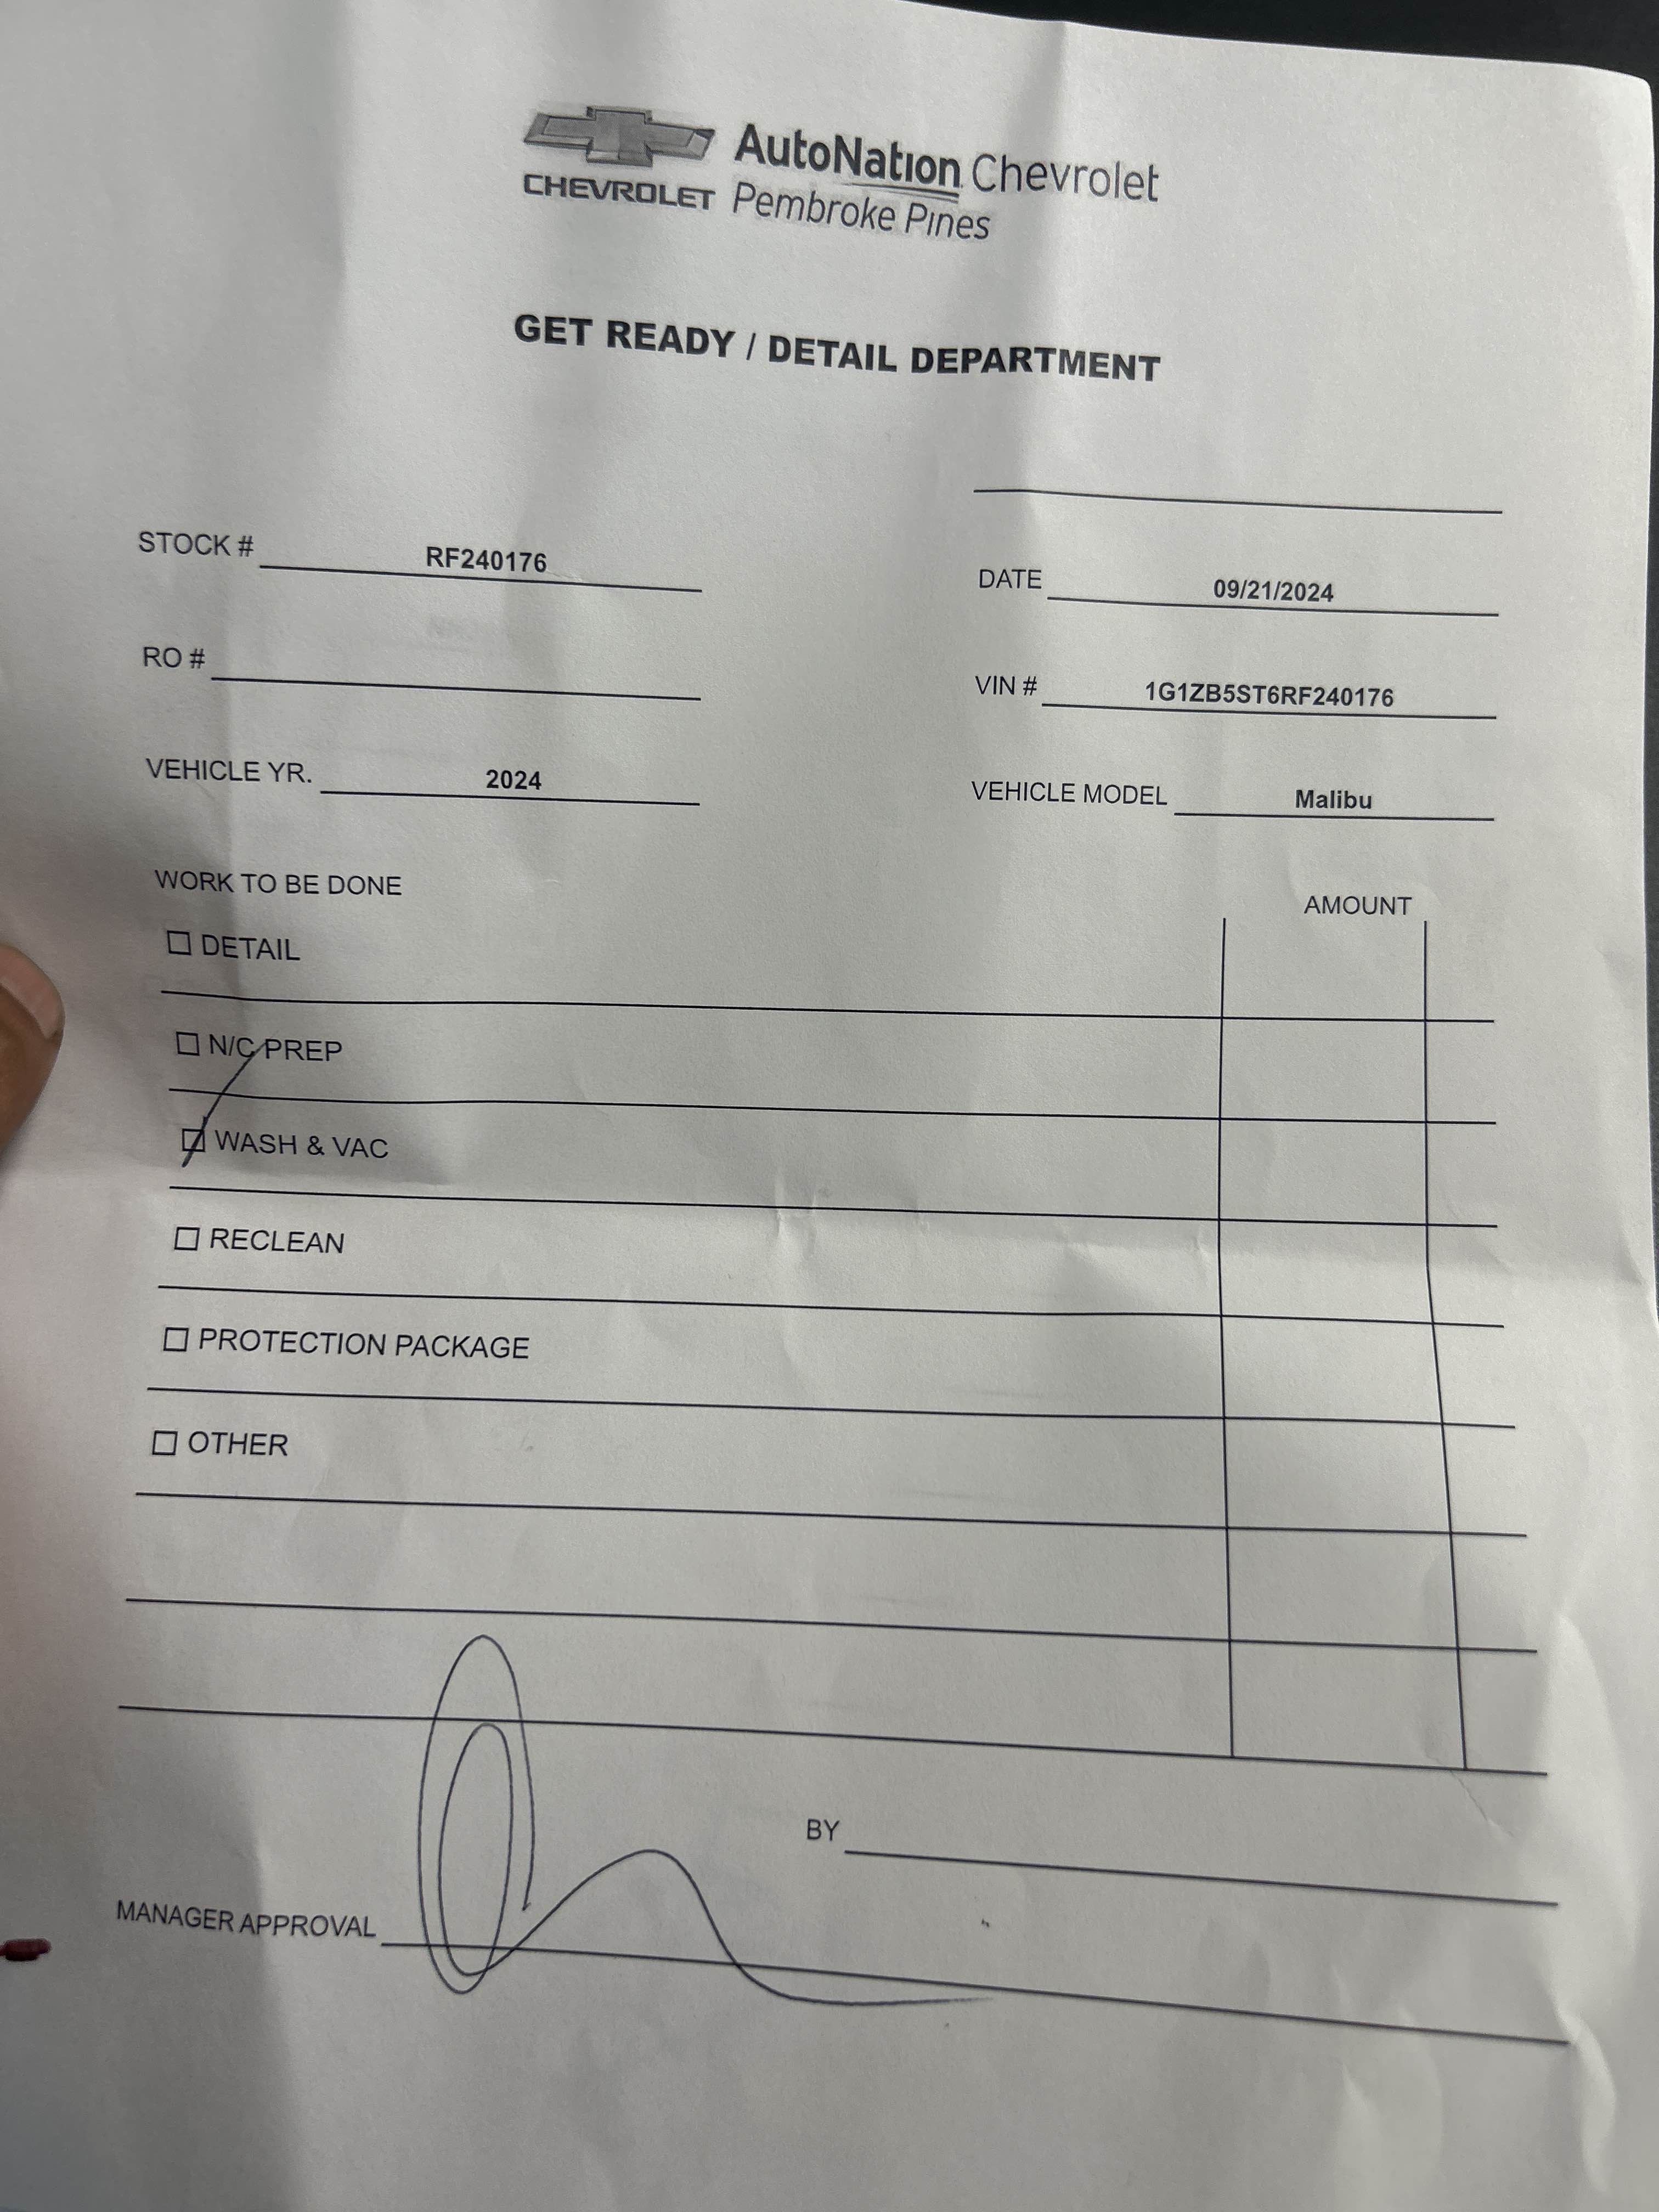 CHEVROLET
AutoNation Chevrolet
Pembroke Pines
GET READY / DETAIL DEPARTMENT
STOCK # RF240176
DATE 09/21/2024
RO #
VIN # 1G1ZB5ST6RF240176
VEHICLE YR. 2024
VEHICLE MODEL Malibu
WORK TO BE DONE
AMOUNT
DETAIL
N/C PREP
WASH & VAC
RECLEAN
PROTECTION PACKAGE
OTHER
BY
MANAGER APPROVAL